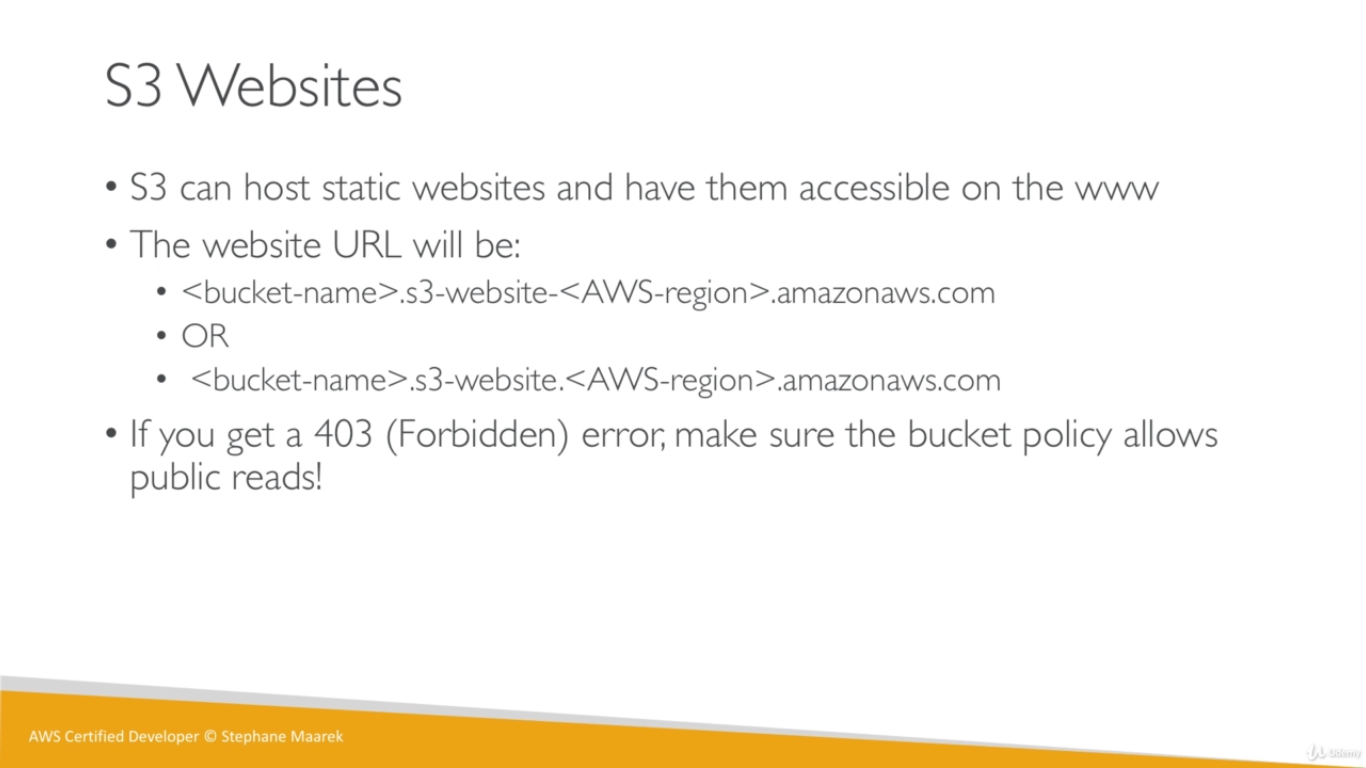 S3 Websites
• S3 can host static websites and have them accessible on the www
• The website URL will be:
• <bucket-name>.s3-website-<AWS-region>.amazonaws.com
• OR
• <bucket-name>.s3-website.<AWS-region>.amazonaws.com
• If you get a 403 (Forbidden) error, make sure the bucket policy allows
public reads!
AWS Certified Developer © Stephane Maarek
Udemy